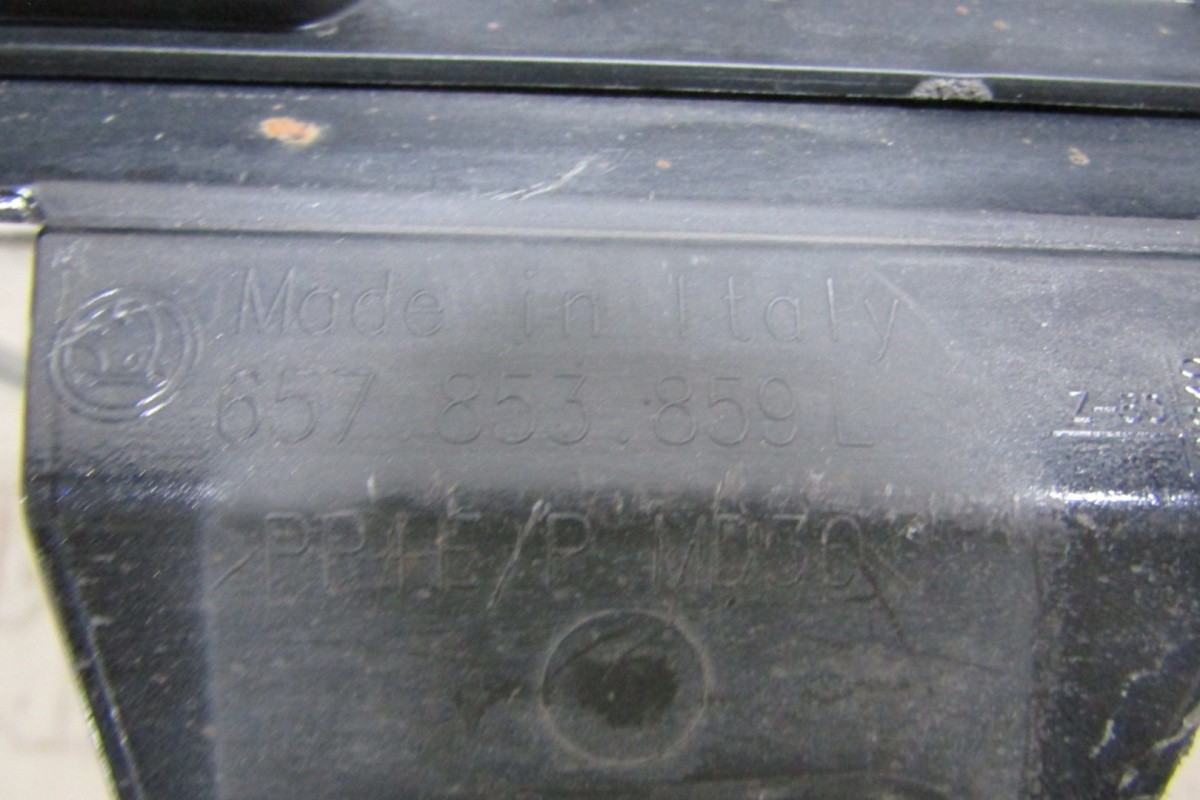 Made in Italy
657.853.859 L
>PP+E/P MD30<